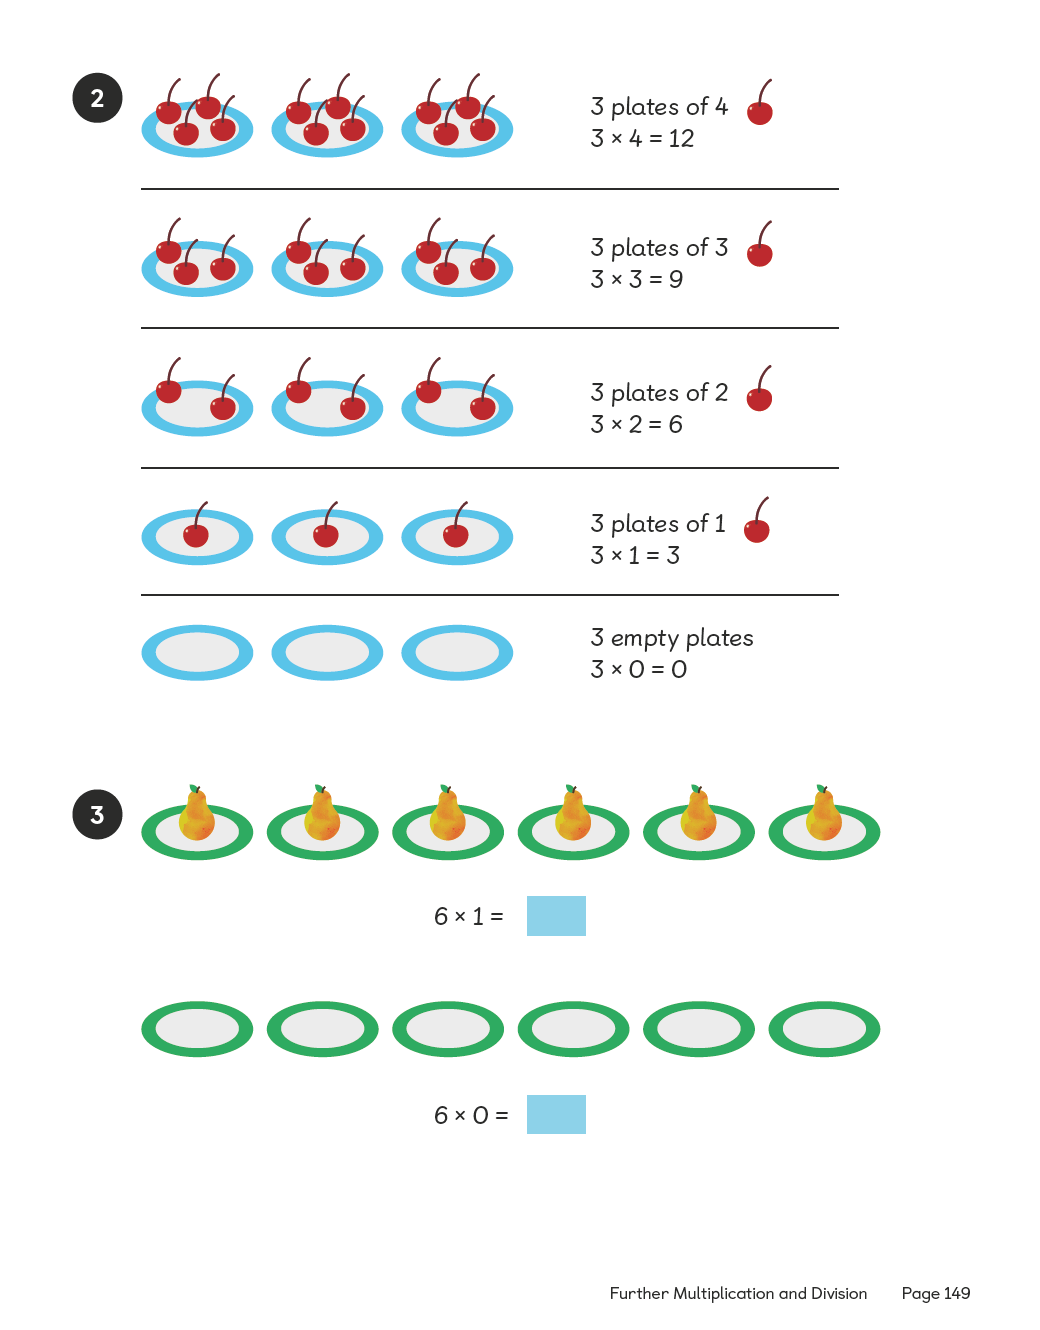 2
3 plates of 4
3 × 4 = 12
3 plates of 3
3 × 3 = 9
3 plates of 2
3 × 2 = 6
3 plates of 1
3 × 1 = 3
3 empty plates
3 × 0 = 0
3
6 × 1 =
6 × 0 =
Further Multiplication and Division Page 149